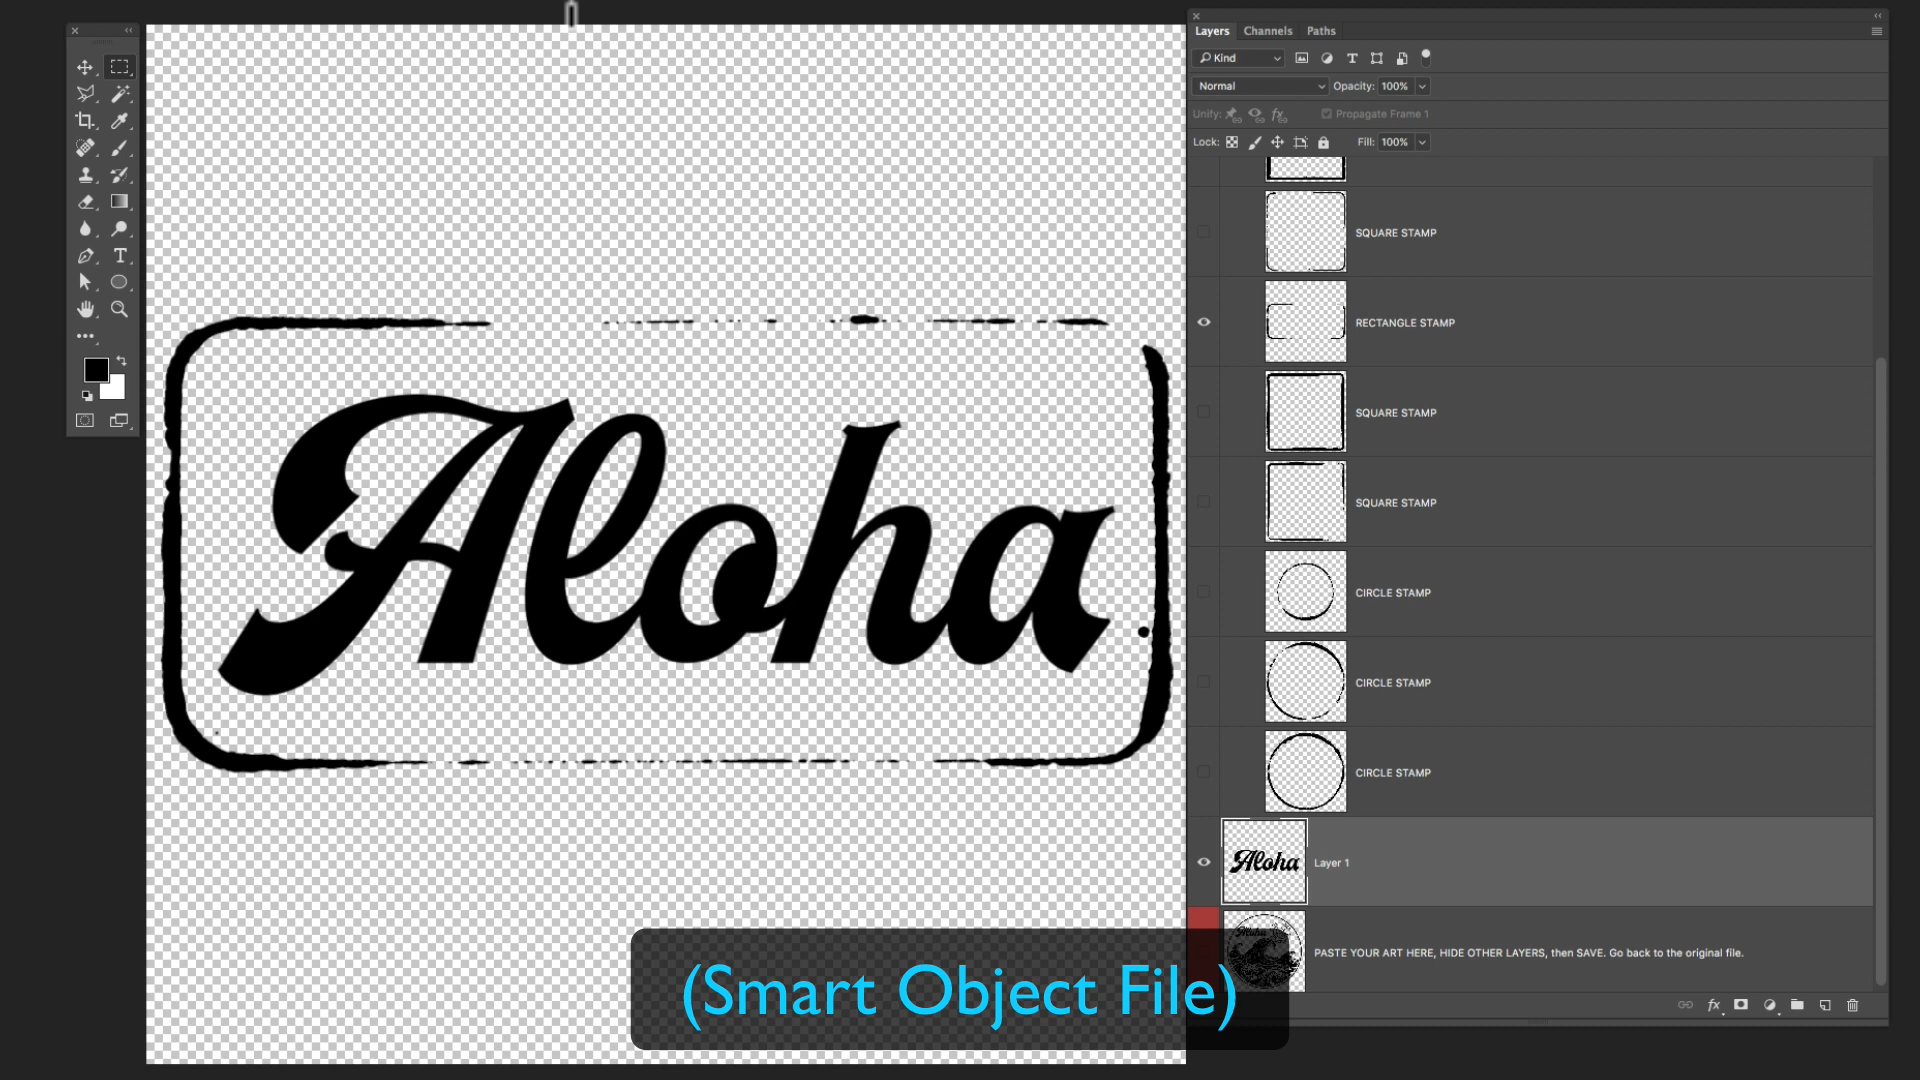 Layers Channels Paths
Kind
Normal Opacity: 100%
Unify: Propagate Frame 1
Lock: Fill: 100%
SQUARE STAMP
RECTANGLE STAMP
SQUARE STAMP
SQUARE STAMP
CIRCLE STAMP
CIRCLE STAMP
CIRCLE STAMP
Aloha Layer 1
PASTE YOUR ART HERE, HIDE OTHER LAYERS, then SAVE. Go back to the original file.
Aloha
(Smart Object File)